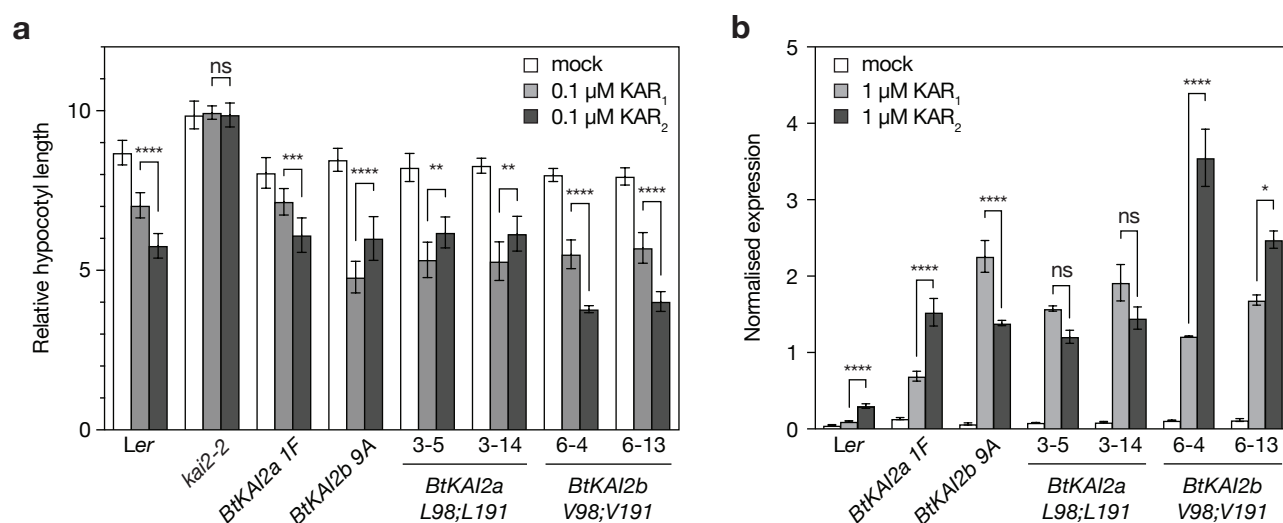 a
Relative hypocotyl length
10
5
0
mock
0.1 µM KAR1
0.1 µM KAR2
****
ns
***
****
**
**
****
****
Ler
kai2-2
BtKAI2a 1F
BtKAI2b 9A
3-5
3-14
6-4
6-13
BtKAI2a
L98;L191
BtKAI2b
V98;V191
b
Normalised expression
5
4
3
2
1
0
mock
1 µM KAR1
1 µM KAR2
****
****
****
ns
ns
****
*
Ler
BtKAI2a 1F
BtKAI2b 9A
3-5
3-14
6-4
6-13
BtKAI2a
L98;L191
BtKAI2b
V98;V191